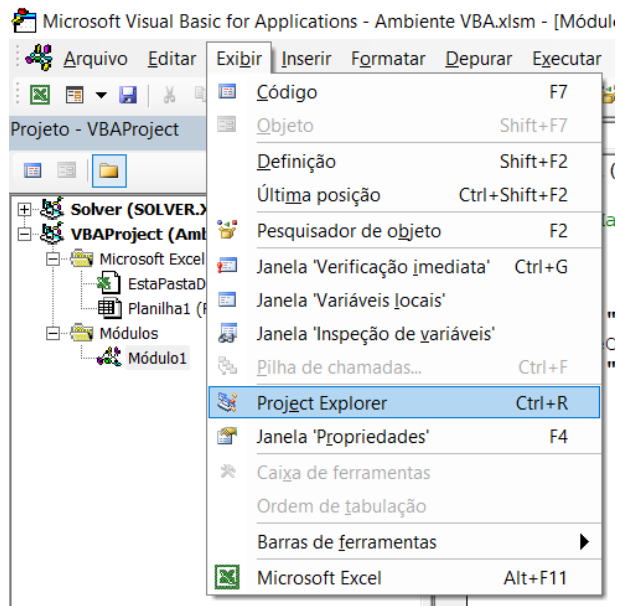 Microsoft Visual Basic for Applications - Ambiente VBA.xlsm - [Módul
Arquivo Editar Exibir Inserir Formatar Depurar Executar
Projeto - VBAProject
Solver (SOLVER.X
VBAProject (Amb
Microsoft Excel
EstaPastaD
Planilha1 (
Módulos
Módulo1
Código F7
Objeto Shift+F7
Definição Shift+F2
Última posição Ctrl+Shift+F2
Pesquisador de objeto F2
Janela 'Verificação imediata' Ctrl+G
Janela 'Variáveis locais'
Janela 'Inspeção de variáveis'
Pilha de chamadas... Ctrl+F
Project Explorer Ctrl+R
Janela 'Propriedades' F4
Caixa de ferramentas
Ordem de tabulação
Barras de ferramentas
Microsoft Excel Alt+F11